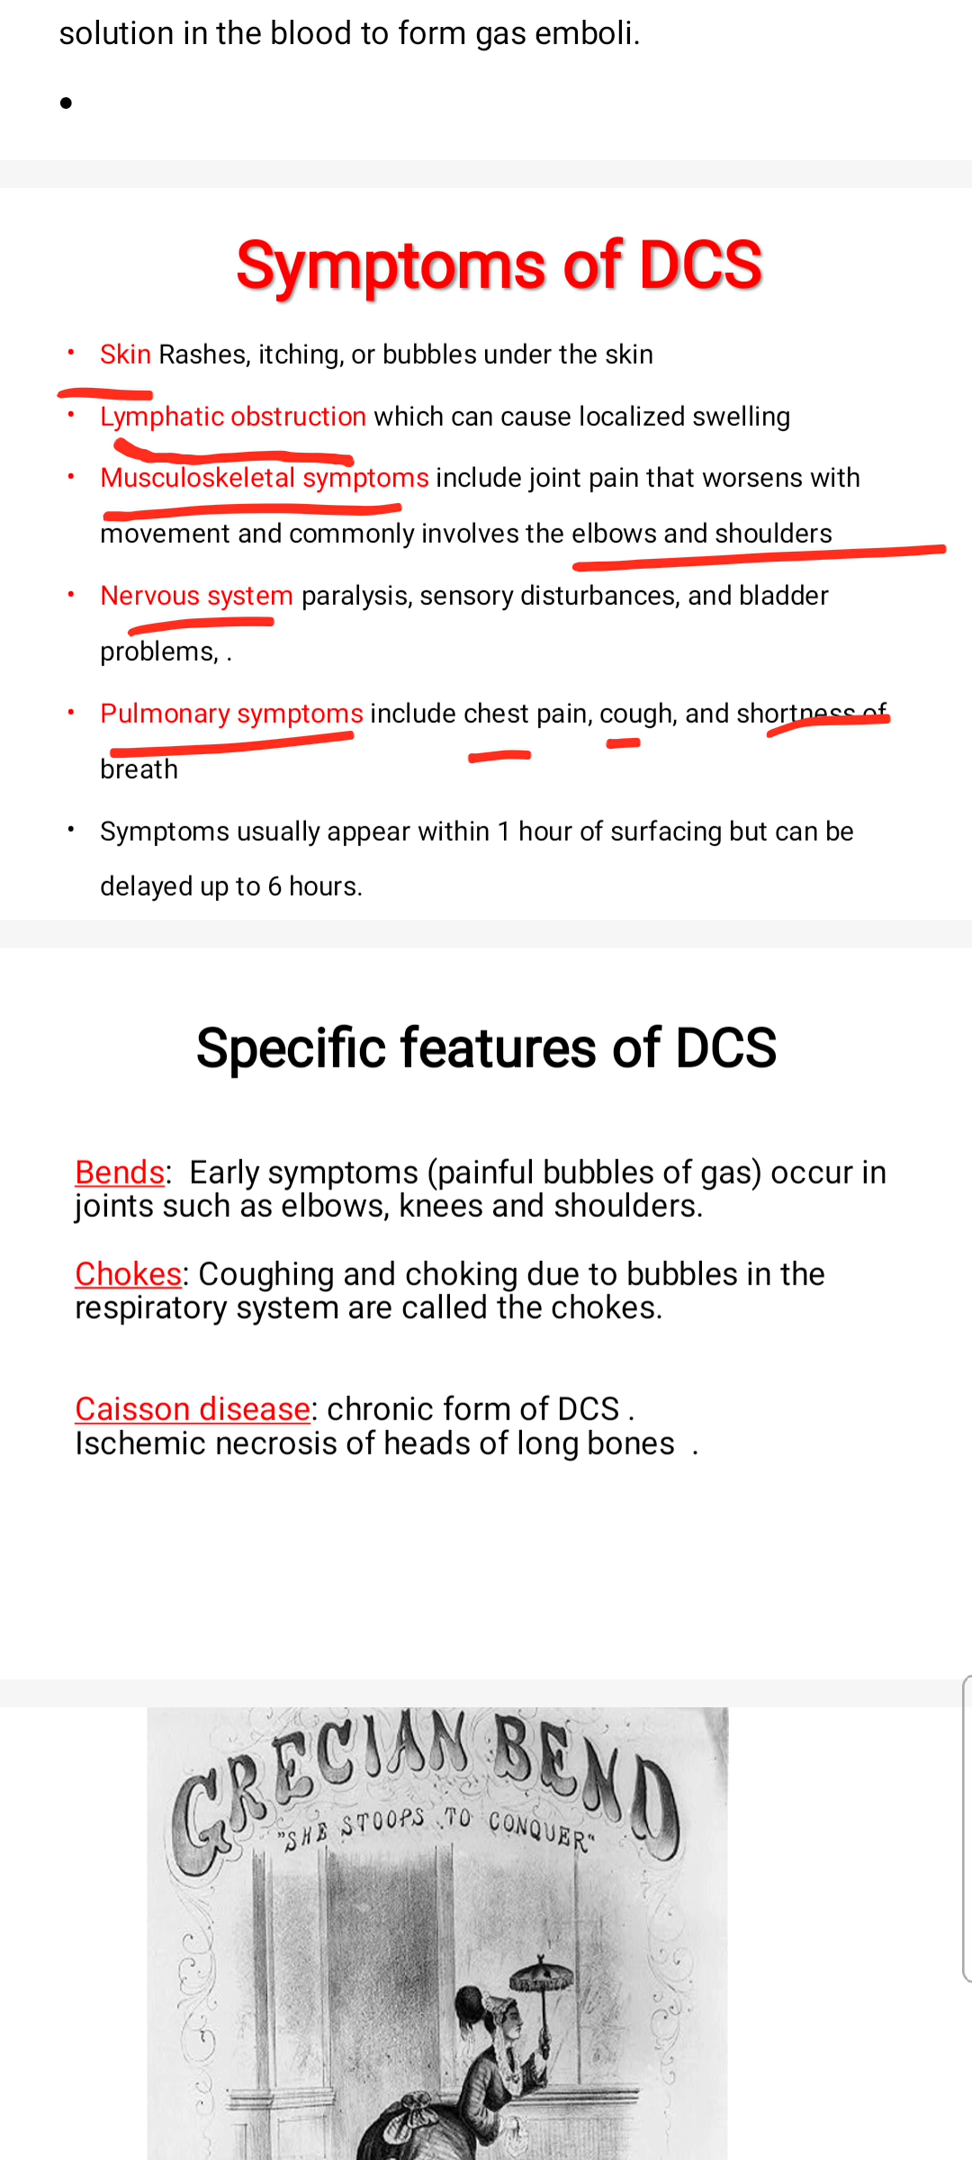 solution in the blood to form gas emboli.
•
Symptoms of DCS
• Skin Rashes, itching, or bubbles under the skin
• Lymphatic obstruction which can cause localized swelling
• Musculoskeletal symptoms include joint pain that worsens with
movement and commonly involves the elbows and shoulders
• Nervous system paralysis, sensory disturbances, and bladder
problems, .
• Pulmonary symptoms include chest pain, cough, and shortness of
breath
• Symptoms usually appear within 1 hour of surfacing but can be
delayed up to 6 hours.
Specific features of DCS
Bends:  Early symptoms (painful bubbles of gas) occur in
joints such as elbows, knees and shoulders.
Chokes: Coughing and choking due to bubbles in the
respiratory system are called the chokes.
Caisson disease: chronic form of DCS .
Ischemic necrosis of heads of long bones  .
GRECIAN BEND
"SHE STOOPS TO CONQUER"